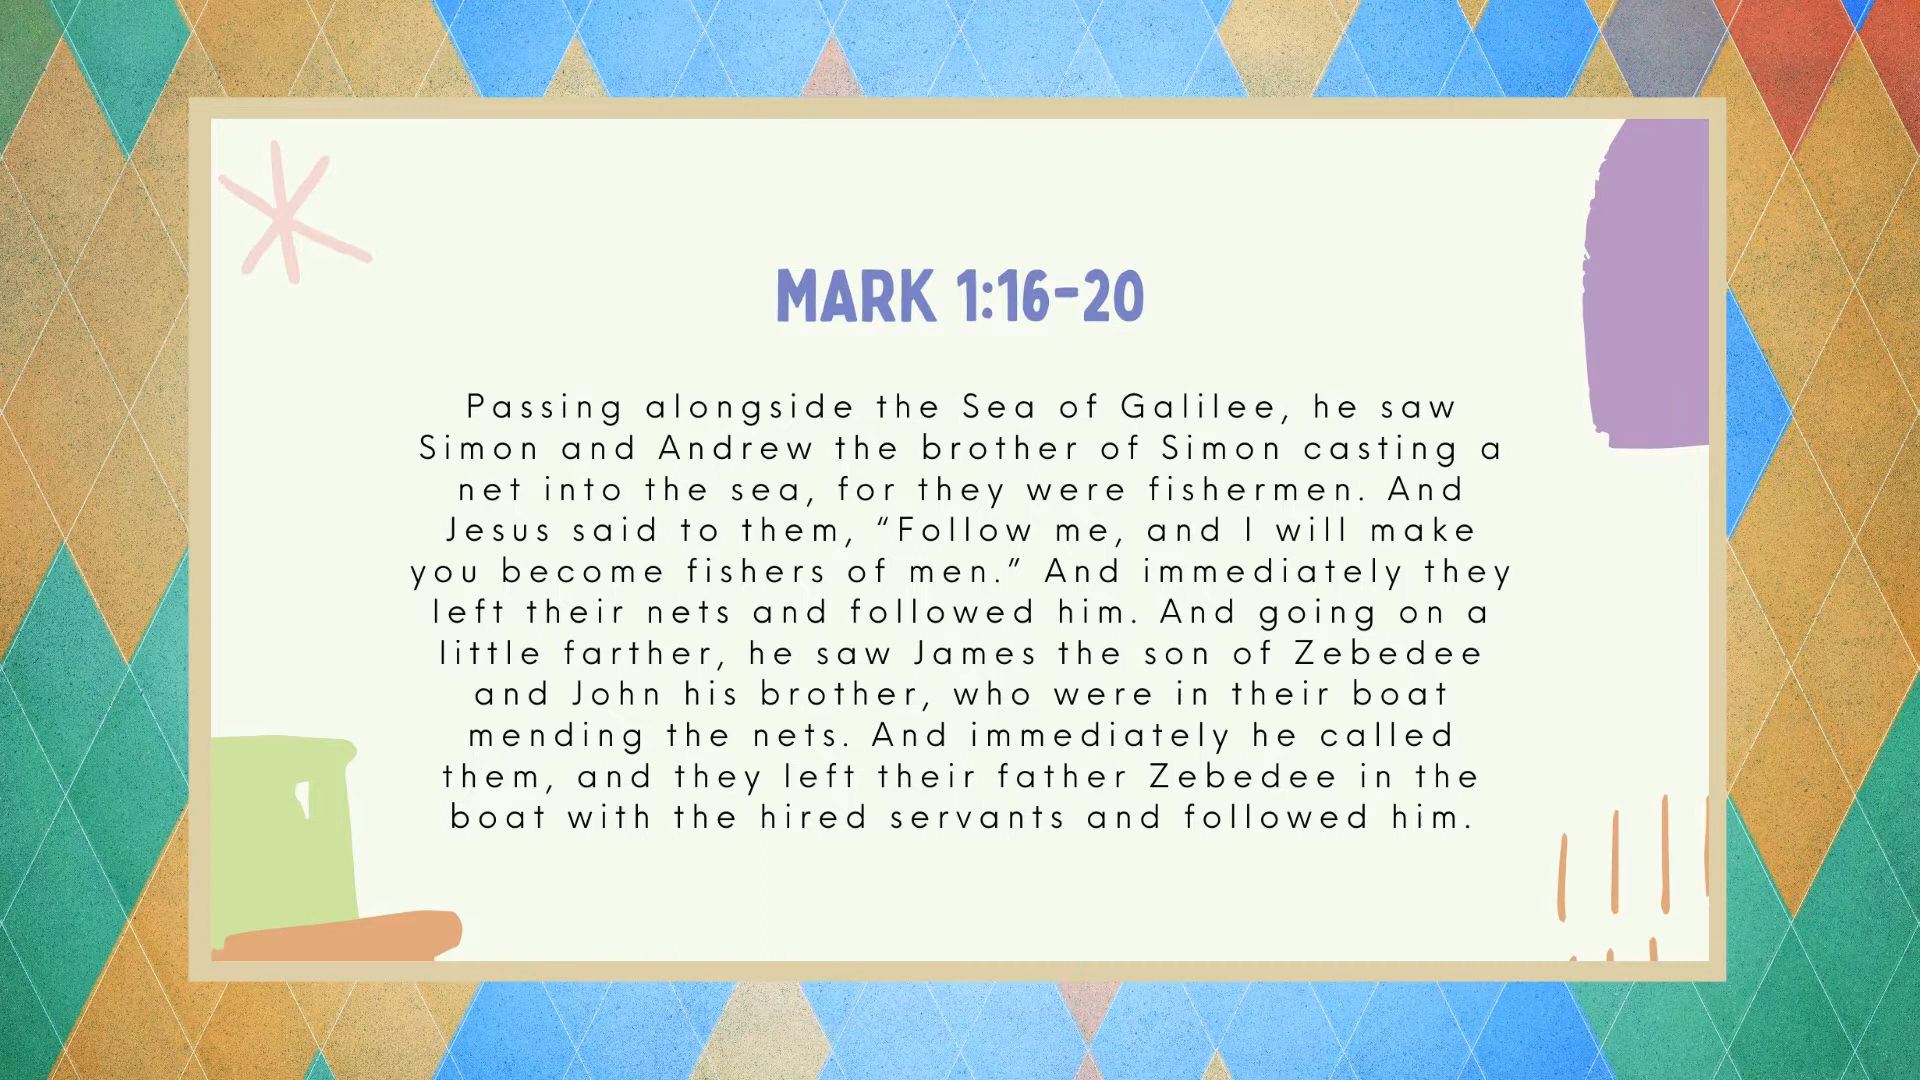 MARK 1:16-20
Passing alongside the Sea of Galilee, he saw
Simon and Andrew the brother of Simon casting a
net into the sea, for they were fishermen. And
Jesus said to them, “Follow me, and I will make
you become fishers of men.” And immediately they
left their nets and followed him. And going on a
little farther, he saw James the son of Zebedee
and John his brother, who were in their boat
mending the nets. And immediately he called
them, and they left their father Zebedee in the
boat with the hired servants and followed him.